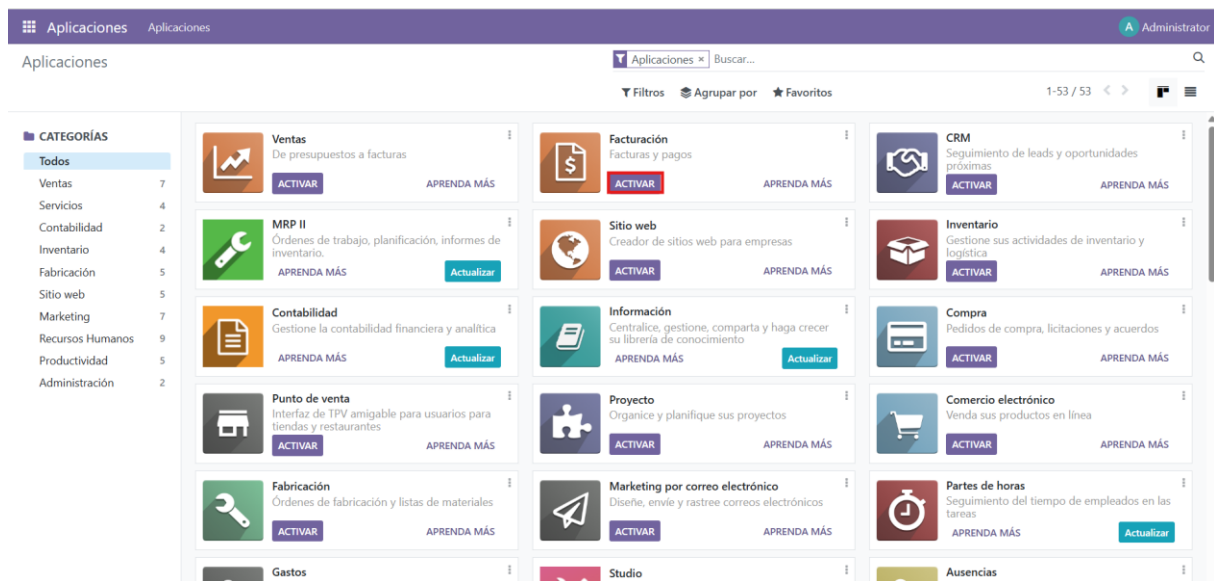 Aplicaciones Aplicaciones A Administrator
Aplicaciones
Aplicaciones × Buscar...
Filtros Agrupar por Favoritos 1-53 / 53
CATEGORÍAS
Todos
Ventas 7
Servicios 4
Contabilidad 2
Inventario 4
Fabricación 5
Sitio web 5
Marketing 7
Recursos Humanos 9
Productividad 5
Administración 2
Ventas
De presupuestos a facturas
ACTIVAR APRENDA MÁS
Facturación
Facturas y pagos
ACTIVAR APRENDA MÁS
CRM
Seguimiento de leads y oportunidades
próximas
ACTIVAR APRENDA MÁS
MRP II
Órdenes de trabajo, planificación, informes de
inventario.
APRENDA MÁS Actualizar
Sitio web
Creador de sitios web para empresas
ACTIVAR APRENDA MÁS
Inventario
Gestione sus actividades de inventario y
logística
ACTIVAR APRENDA MÁS
Contabilidad
Gestione la contabilidad financiera y analítica
APRENDA MÁS Actualizar
Información
Centralice, gestione, comparta y haga crecer
su librería de conocimiento
APRENDA MÁS Actualizar
Compra
Pedidos de compra, licitaciones y acuerdos
ACTIVAR APRENDA MÁS
Punto de venta
Interfaz de TPV amigable para usuarios para
tiendas y restaurantes
ACTIVAR APRENDA MÁS
Proyecto
Organice y planifique sus proyectos
ACTIVAR APRENDA MÁS
Comercio electrónico
Venda sus productos en línea
ACTIVAR APRENDA MÁS
Fabricación
Órdenes de fabricación y listas de materiales
ACTIVAR APRENDA MÁS
Marketing por correo electrónico
Diseñe, envíe y rastree correos electrónicos
ACTIVAR APRENDA MÁS
Partes de horas
Seguimiento del tiempo de empleados en las
tareas
APRENDA MÁS Actualizar
Gastos
Studio
Ausencias